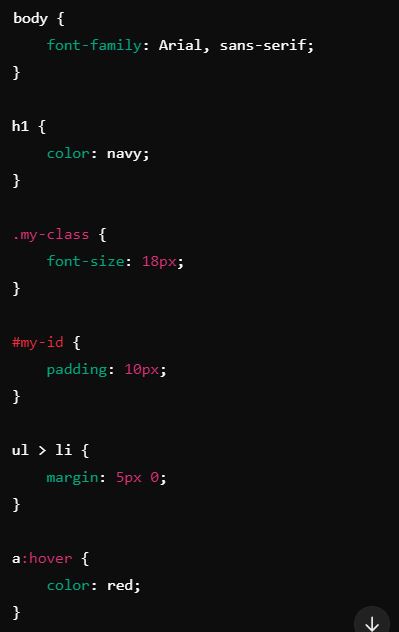 body {
    font-family: Arial, sans-serif;
}

h1 {
    color: navy;
}

.my-class {
    font-size: 18px;
}

#my-id {
    padding: 10px;
}

ul > li {
    margin: 5px 0;
}

a:hover {
    color: red;
}